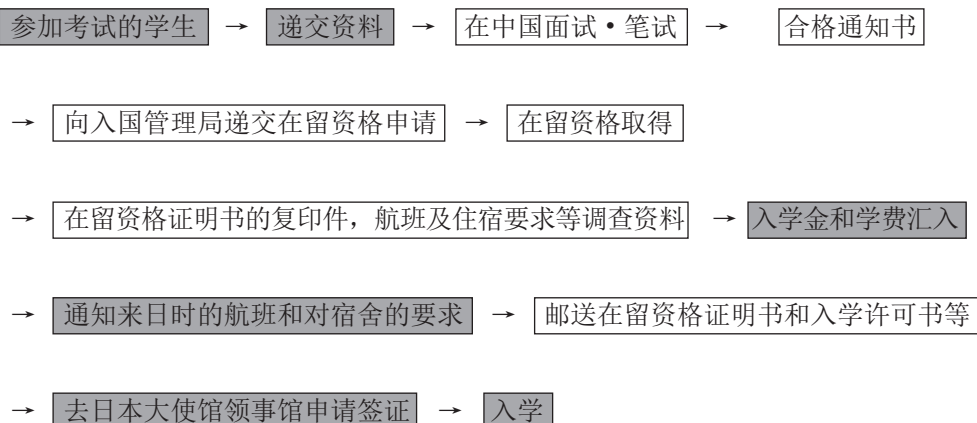 参加考试的学生 → 递交资料 → 在中国面试・笔试 → 合格通知书
→ 向入国管理局递交在留资格申请 → 在留资格取得
→ 在留资格证明书的复印件，航班及住宿要求等调查资料 → 入学金和学费汇入
→ 通知来日时的航班和对宿舍的要求 → 邮送在留资格证明书和入学许可书等
→ 去日本大使馆领事馆申请签证 → 入学